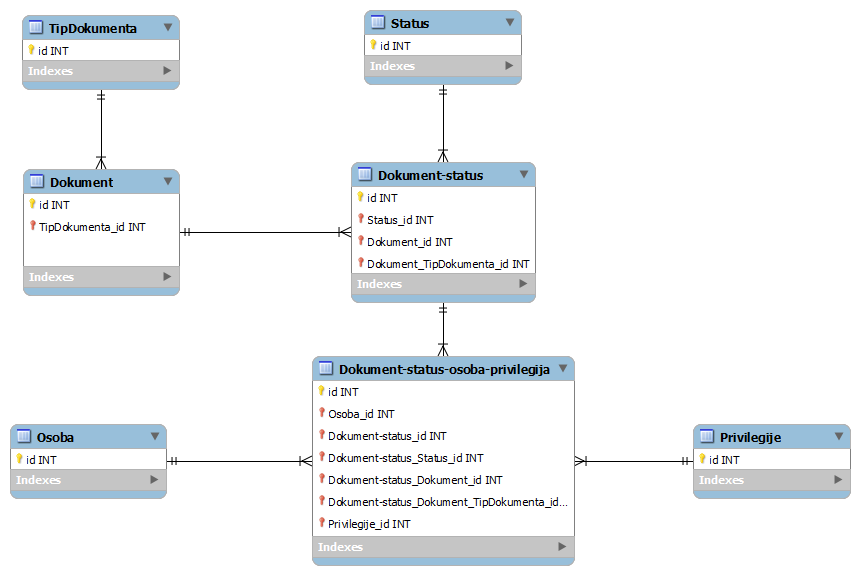 TipDokumenta
id INT
Indexes
Status
id INT
Indexes
Dokument
id INT
TipDokumenta_id INT
Indexes
Dokument-status
id INT
Status_id INT
Dokument_id INT
Dokument_TipDokumenta_id INT
Indexes
Dokument-status-osoba-privilegija
id INT
Osoba_id INT
Dokument-status_id INT
Dokument-status_Status_id INT
Dokument-status_Dokument_id INT
Dokument-status_Dokument_TipDokumenta_id...
Privilegije_id INT
Indexes
Osoba
id INT
Indexes
Privilegije
id INT
Indexes